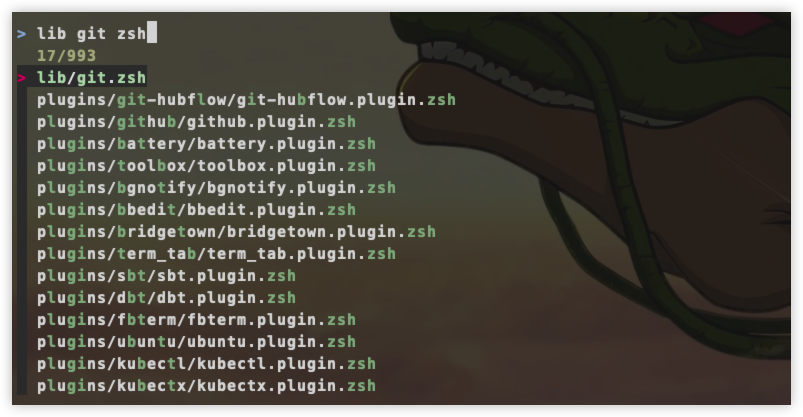 > lib git zsh
17/993
> lib/git.zsh
plugins/git-hubflow/git-hubflow.plugin.zsh
plugins/github/github.plugin.zsh
plugins/battery/battery.plugin.zsh
plugins/toolbox/toolbox.plugin.zsh
plugins/bgnotify/bgnotify.plugin.zsh
plugins/bbedit/bbedit.plugin.zsh
plugins/bridgetown/bridgetown.plugin.zsh
plugins/term_tab/term_tab.plugin.zsh
plugins/sbt/sbt.plugin.zsh
plugins/dbt/dbt.plugin.zsh
plugins/fbterm/fbterm.plugin.zsh
plugins/ubuntu/ubuntu.plugin.zsh
plugins/kubectl/kubectl.plugin.zsh
plugins/kubectx/kubectx.plugin.zsh